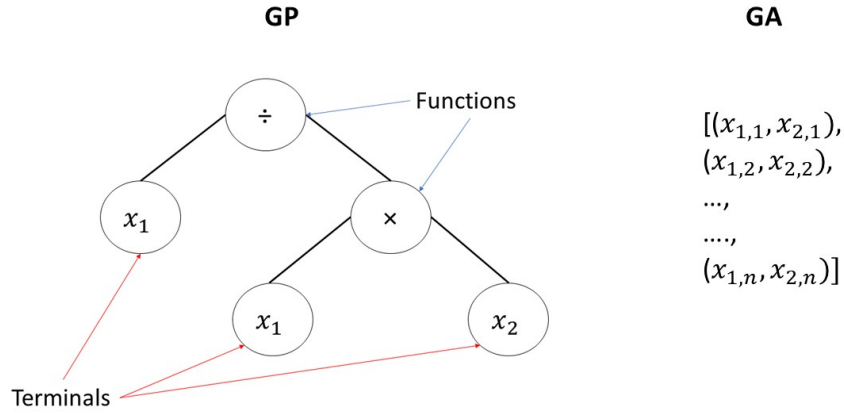 GP
GA
÷
Functions
x₁
×
x₁
x₂
Terminals
[(x₁,₁, x₂,₁),
(x₁,₂, x₂,₂),
...,
....,
(x₁,ₙ, x₂,ₙ)]